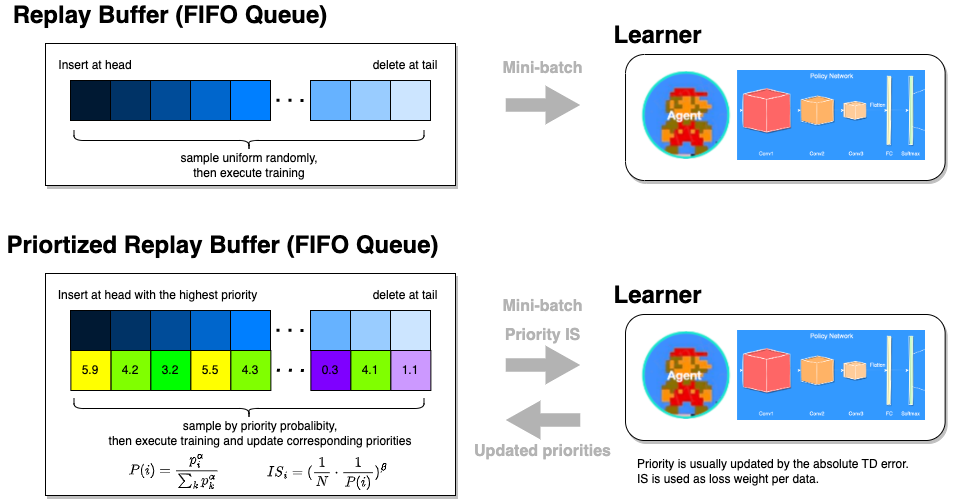 Replay Buffer (FIFO Queue)
Insert at head
delete at tail
. . .
sample uniform randomly,
then execute training
Mini-batch
Learner
Agent
Policy Network
Flatten
Conv1 Conv2 Conv3 FC Softmax
Priortized Replay Buffer (FIFO Queue)
Insert at head with the highest priority
delete at tail
. . .
5.9 4.2 3.2 5.5 4.3 . . . 0.3 4.1 1.1
sample by priority probalibity,
then execute training and update corresponding priorities
P(i) = p_i^α / ∑_k p_k^α
IS_i = (1/N · 1/P(i))^β
Mini-batch
Priority IS
Updated priorities
Learner
Agent
Policy Network
Flatten
Conv1 Conv2 Conv3 FC Softmax
Priority is usually updated by the absolute TD error.
IS is used as loss weight per data.